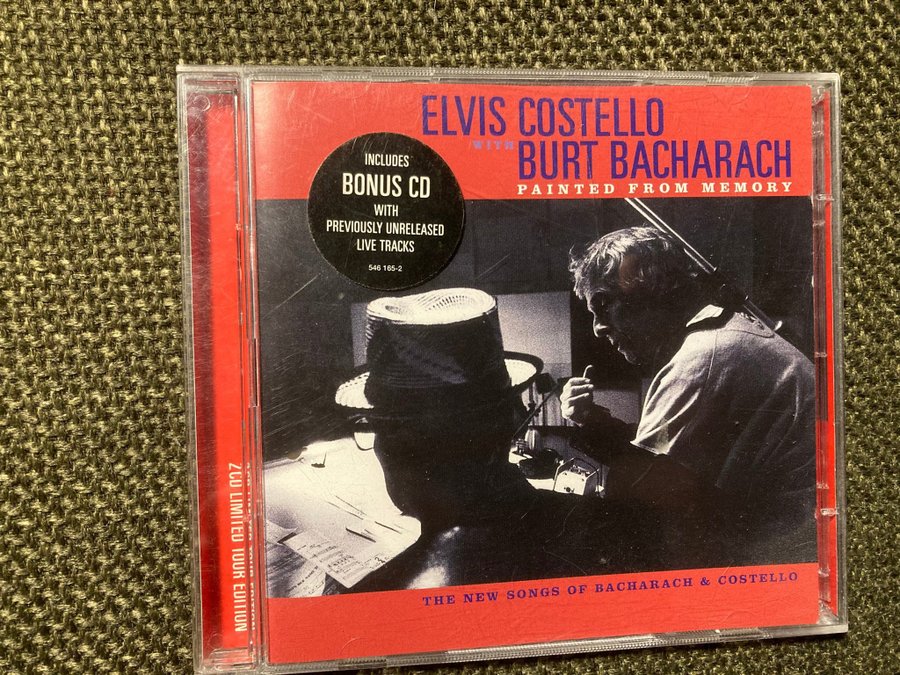 ELVIS COSTELLO
WITH
BURT BACHARACH
PAINTED FROM MEMORY
INCLUDES
BONUS CD
WITH
PREVIOUSLY UNRELEASED
LIVE TRACKS
546 165-2
THE NEW SONGS OF BACHARACH & COSTELLO
2CD LIMITED TOUR EDITION